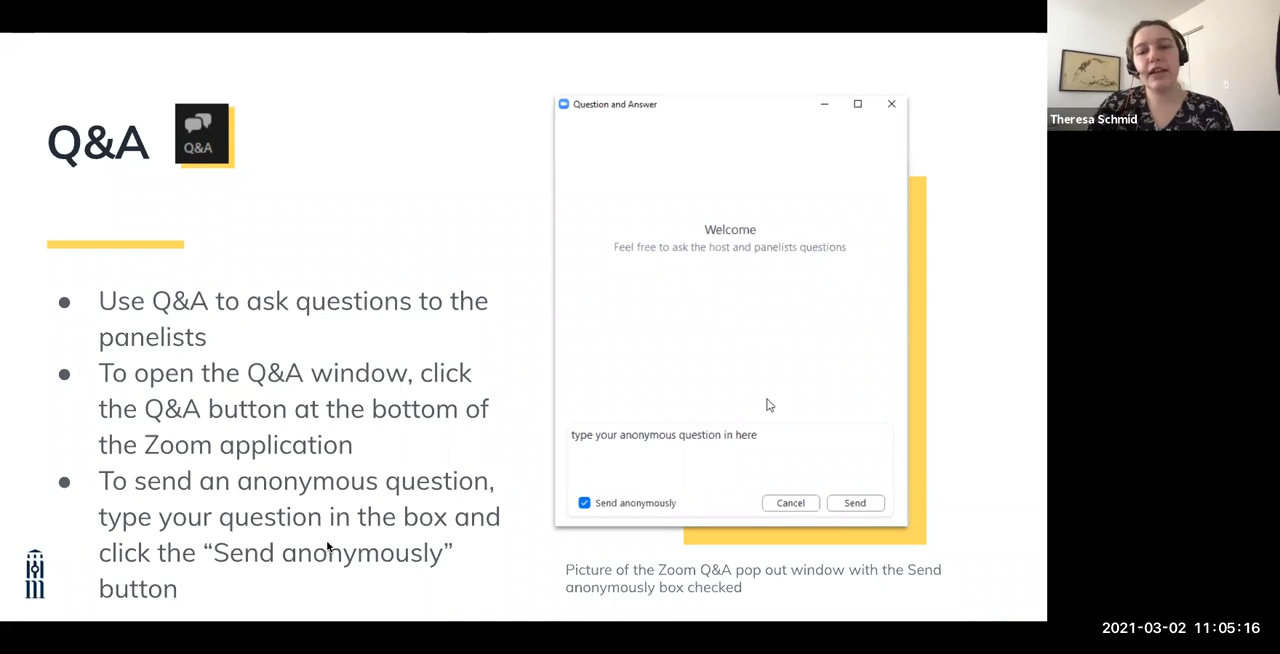 Q&A
Q&A
Use Q&A to ask questions to the
panelists
To open the Q&A window, click
the Q&A button at the bottom of
the Zoom application
To send an anonymous question,
type your question in the box and
click the “Send anonymously”
button
Question and Answer
Welcome
Feel free to ask the host and panelists questions
type your anonymous question in here
Send anonymously
Cancel
Send
Picture of the Zoom Q&A pop out window with the Send
anonymously box checked
Theresa Schmid
2021-03-02 11:05:16